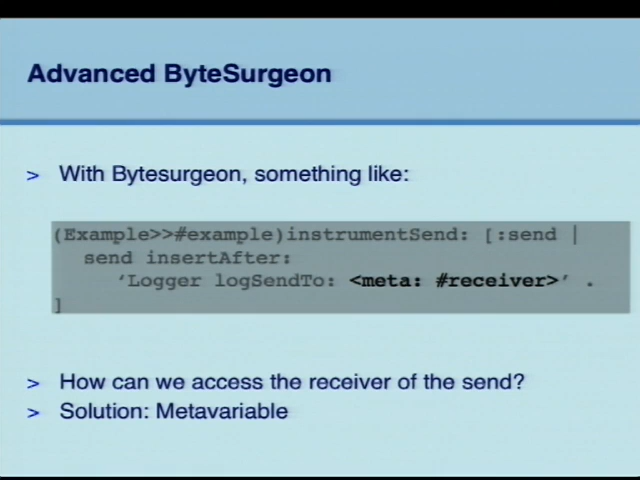 Advanced ByteSurgeon
> With Bytesurgeon, something like:
(Example>>#example)instrumentSend: [:send |
send insertAfter:
‘Logger logSendTo: <meta: #receiver>’ .
]
> How can we access the receiver of the send?
> Solution: Metavariable